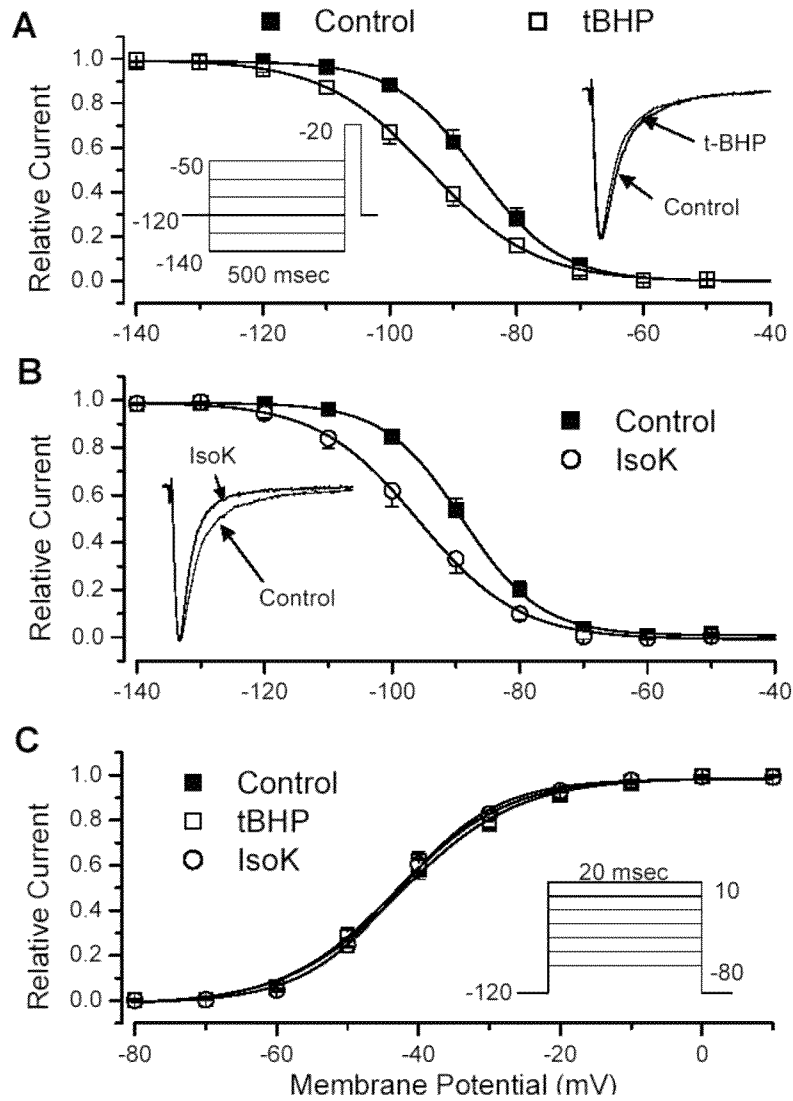 A
Control
tBHP
Relative Current
1.0
0.8
0.6
0.4
0.2
0.0
-20
-50
-120
-140
500 msec
t-BHP
Control
-140
-120
-100
-80
-60
-40
B
Relative Current
1.0
0.8
0.6
0.4
0.2
0.0
Control
IsoK
IsoK
Control
-140
-120
-100
-80
-60
-40
C
Relative Current
1.0
0.8
0.6
0.4
0.2
0.0
Control
tBHP
IsoK
20 msec
10
-80
-120
-80
-60
-40
-20
0
Membrane Potential (mV)